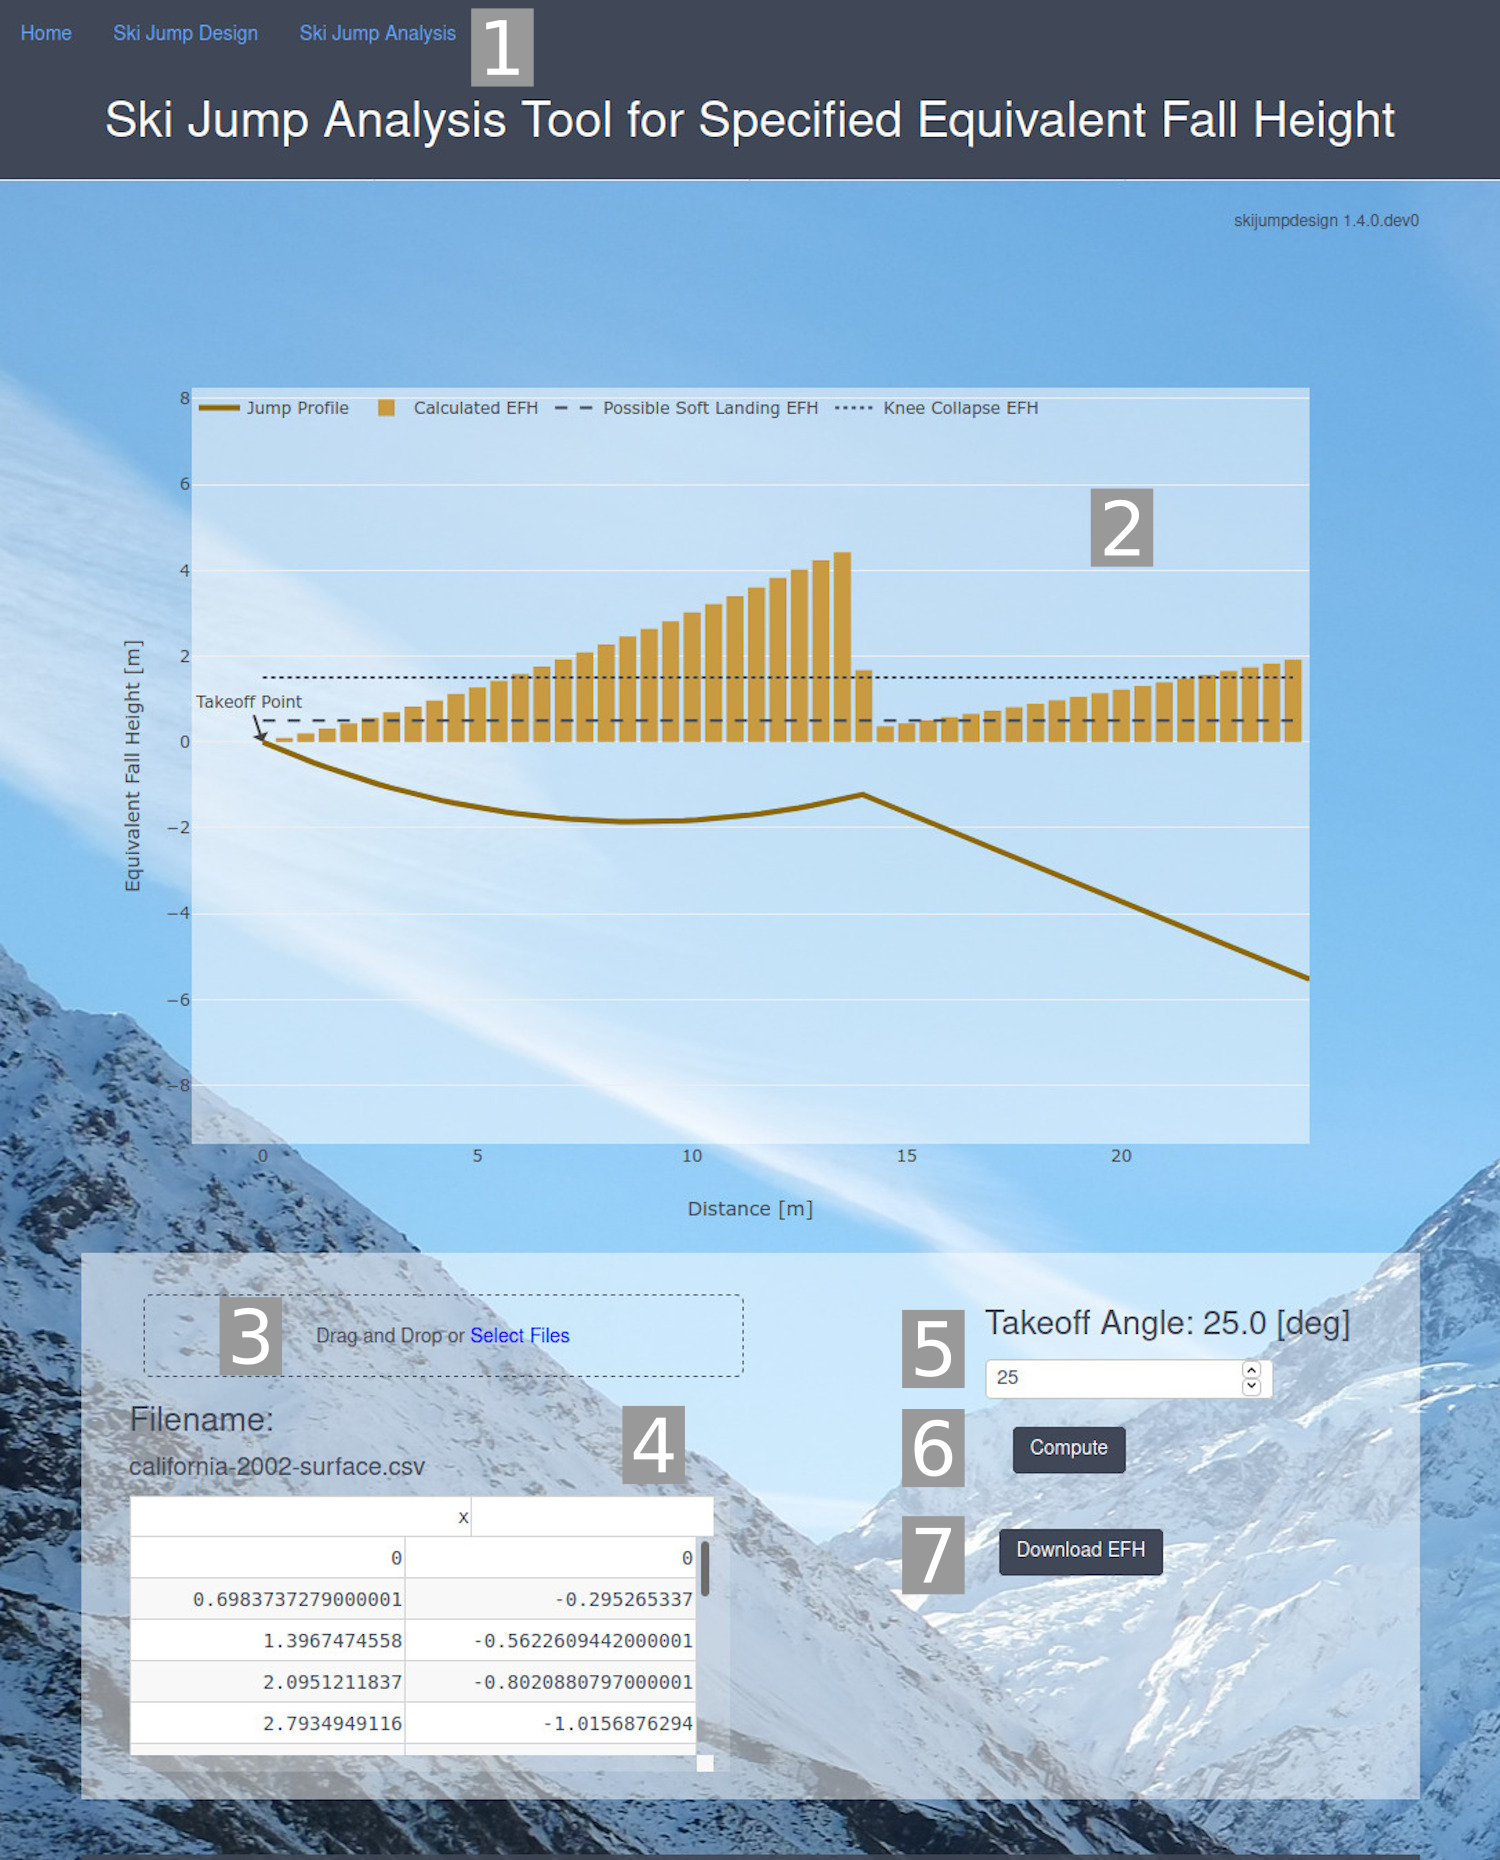 Home Ski Jump Design Ski Jump Analysis 1
Ski Jump Analysis Tool for Specified Equivalent Fall Height
skijumpdesign 1.4.0.dev0
Jump Profile Calculated EFH Possible Soft Landing EFH Knee Collapse EFH
8
6
2
4
2
Takeoff Point
0
−2
−4
−6
−8
Equivalent Fall Height [m]
0 5 10 15 20
Distance [m]
3 Drag and Drop or Select Files
Filename:
4
california-2002-surface.csv
x
0 0
0.6983737279000001 -0.295265337
1.3967474558 -0.5622609442000001
2.0951211837 -0.8020880797000001
2.7934949116 -1.0156876294
5 Takeoff Angle: 25.0 [deg]
25
6 Compute
7 Download EFH